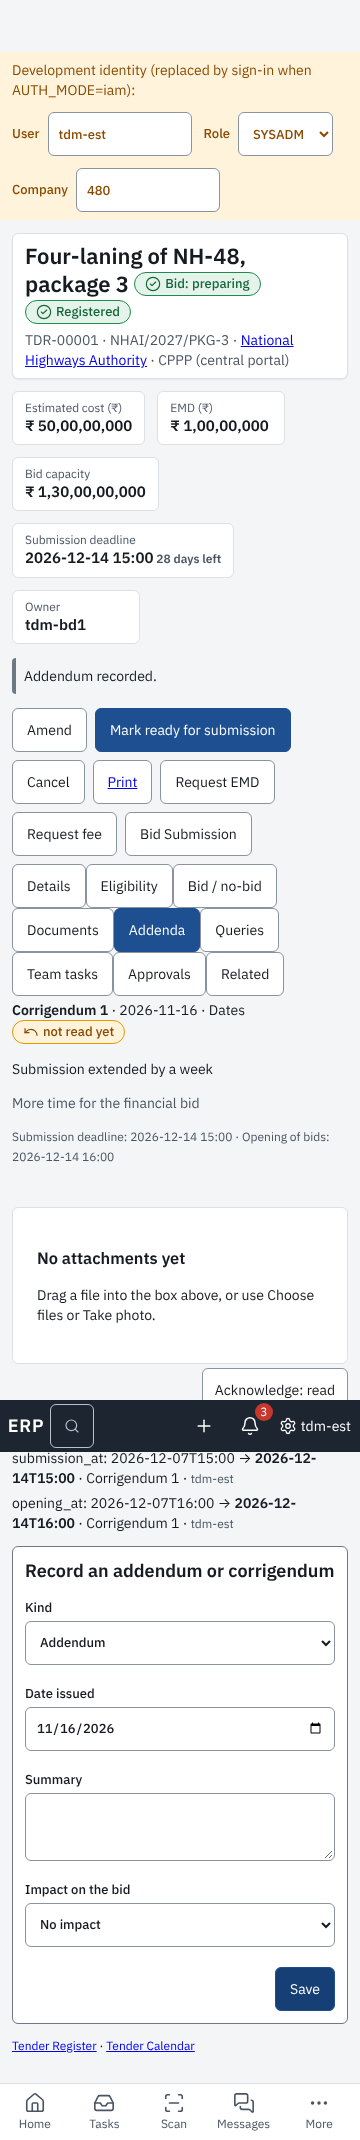 Development identity (replaced by sign-in when
AUTH_MODE=iam):
User tdm-est Role SYSADM
Company 480
Four-laning of NH-48,
package 3 Bid: preparing
Registered
TDR-00001 · NHAI/2027/PKG-3 · National
Highways Authority · CPPP (central portal)
Estimated cost (₹) EMD (₹)
₹ 50,00,00,000 ₹ 1,00,00,000
Bid capacity
₹ 1,30,00,00,000
Submission deadline
2026-12-14 15:00 28 days left
Owner
tdm-bd1
Addendum recorded.
Amend Mark ready for submission
Cancel Print Request EMD
Request fee Bid Submission
Details Eligibility Bid / no-bid
Documents Addenda Queries
Team tasks Approvals Related
Corrigendum 1 · 2026-11-16 · Dates
not read yet
Submission extended by a week
More time for the financial bid
Submission deadline: 2026-12-14 15:00 · Opening of bids:
2026-12-14 16:00
No attachments yet
Drag a file into the box above, or use Choose
files or Take photo.
Acknowledge: read
ERP 3 tdm-est
submission_at: 2026-12-07T15:00 → 2026-12-
14T15:00 · Corrigendum 1 · tdm-est
opening_at: 2026-12-07T16:00 → 2026-12-
14T16:00 · Corrigendum 1 · tdm-est
Record an addendum or corrigendum
Kind
Addendum
Date issued
11/16/2026
Summary
Impact on the bid
No impact
Save
Tender Register · Tender Calendar
Home Tasks Scan Messages More